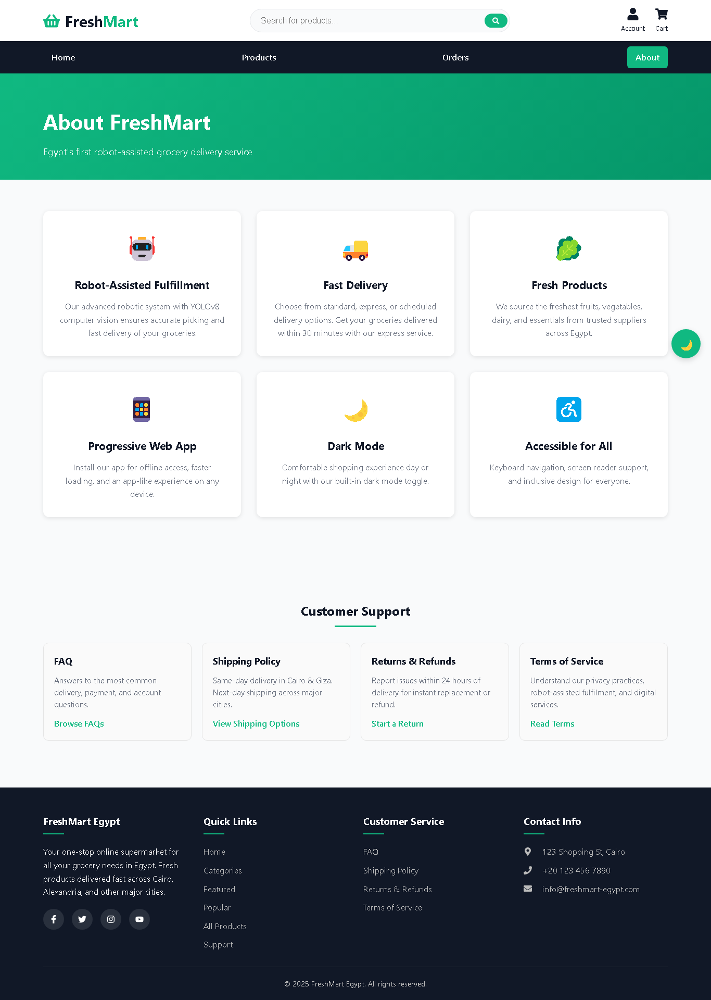 FreshMart
Search for products...
Account
Cart
Home
Products
Orders
About
About FreshMart
Egypt's first robot-assisted grocery delivery service
Robot-Assisted Fulfillment
Our advanced robotic system with YOLOv8
computer vision ensures accurate picking and
fast delivery of your groceries.
Fast Delivery
Choose from standard, express, or scheduled
delivery options. Get your groceries delivered
within 30 minutes with our express service.
Fresh Products
We source the freshest fruits, vegetables,
dairy, and essentials from trusted suppliers
across Egypt.
Progressive Web App
Install our app for offline access, faster
loading, and an app-like experience on any
device.
Dark Mode
Comfortable shopping experience day or
night with our built-in dark mode toggle.
Accessible for All
Keyboard navigation, screen reader support,
and inclusive design for everyone.
Customer Support
FAQ
Answers to the most common
delivery, payment, and account
questions.
Browse FAQs
Shipping Policy
Same-day delivery in Cairo & Giza.
Next-day shipping across major
cities.
View Shipping Options
Returns & Refunds
Report issues within 24 hours of
delivery for instant replacement or
refund.
Start a Return
Terms of Service
Understand our privacy practices,
robot-assisted fulfilment, and digital
services.
Read Terms
FreshMart Egypt
Your one-stop online supermarket for
all your grocery needs in Egypt. Fresh
products delivered fast across Cairo,
Alexandria, and other major cities.
Quick Links
Home
Categories
Featured
Popular
All Products
Support
Customer Service
FAQ
Shipping Policy
Returns & Refunds
Terms of Service
Contact Info
123 Shopping St, Cairo
+20 123 456 7890
info@freshmart-egypt.com
© 2025 FreshMart Egypt. All rights reserved.